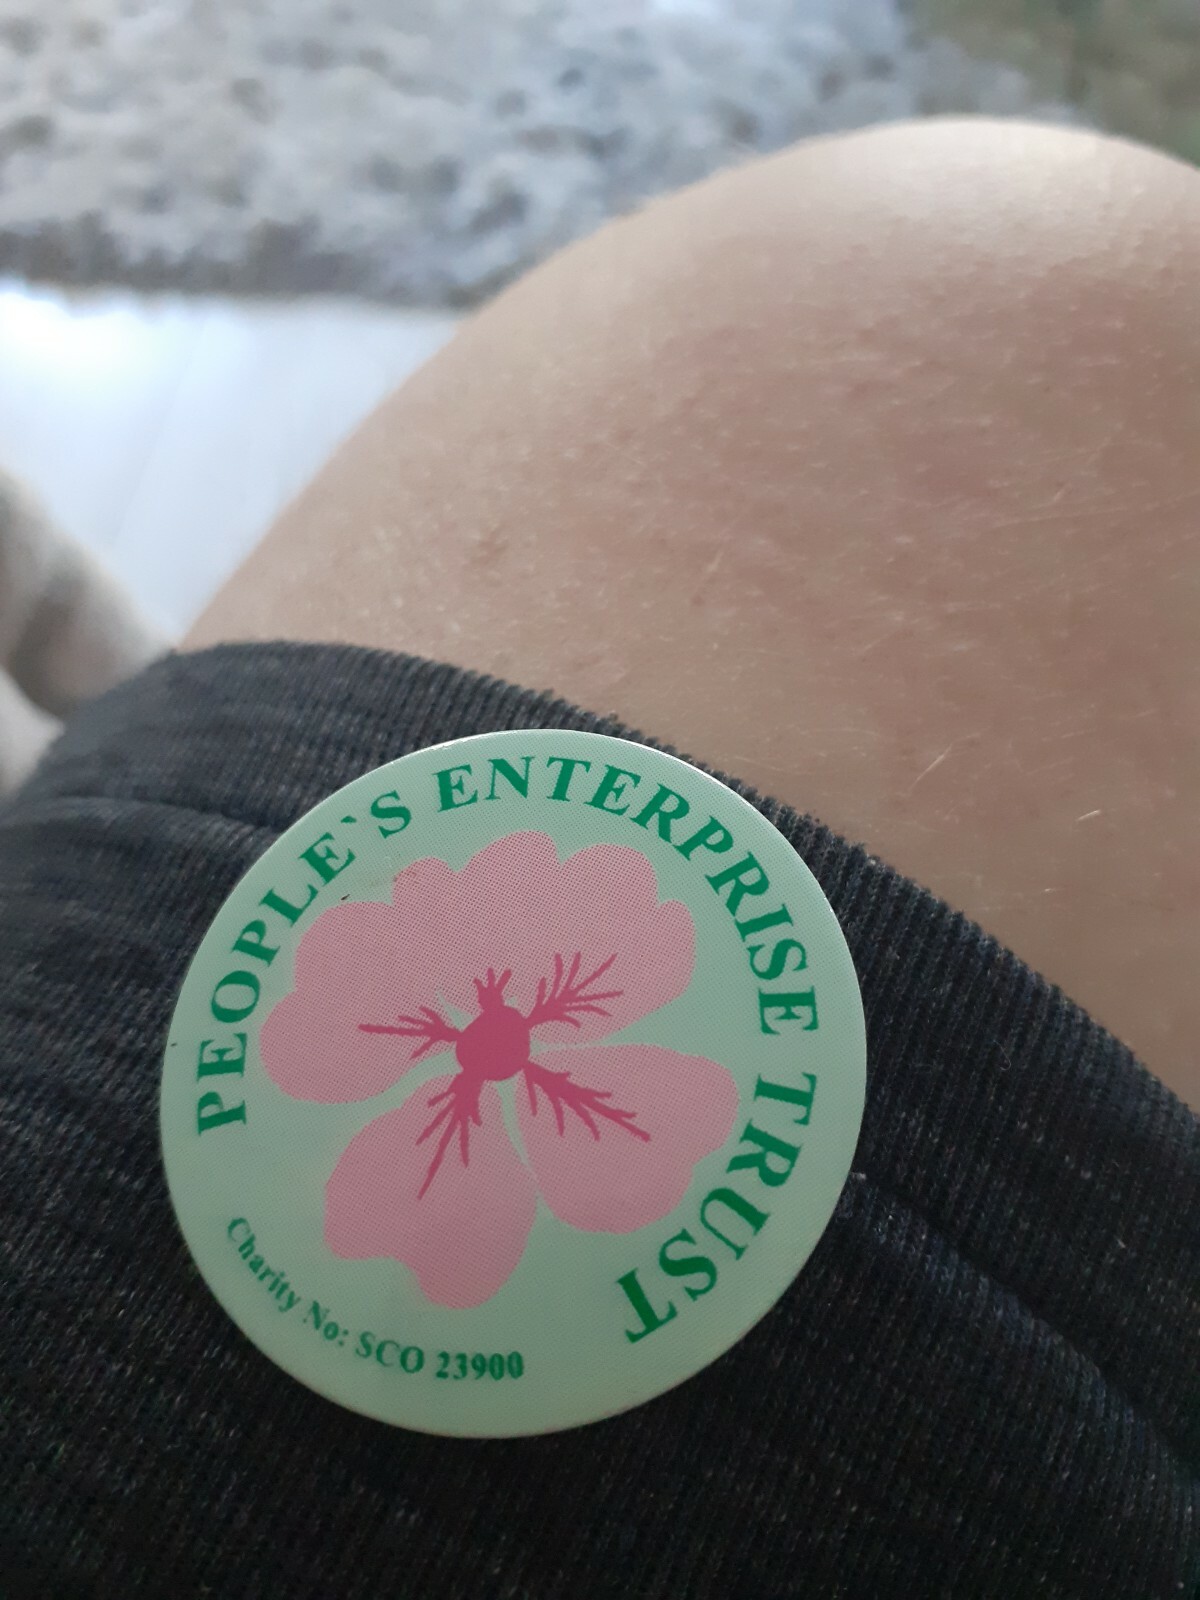 PEOPLE`S ENTERPRISE TRUST
Charity No: SCO 23900